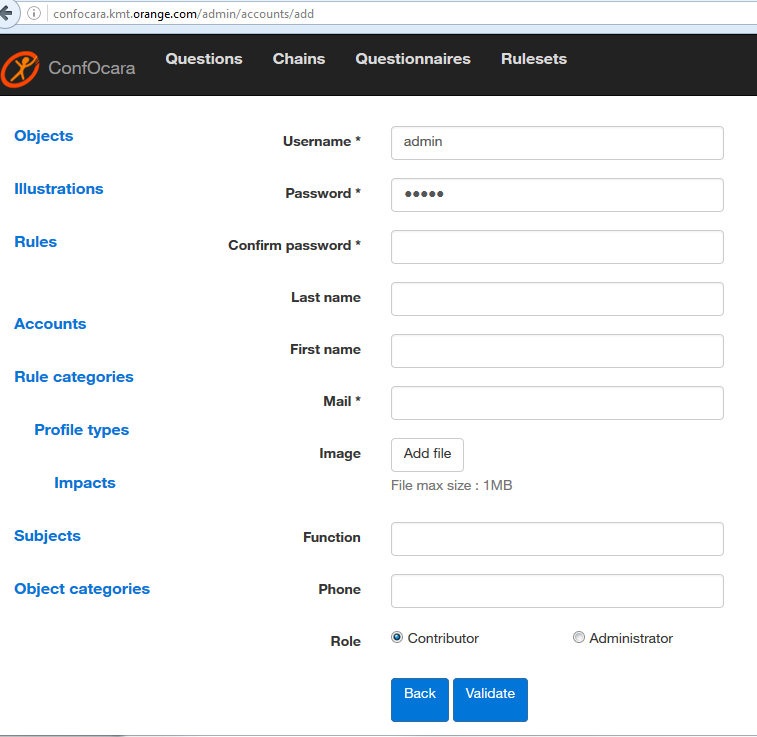 confocara.kmt.orange.com/admin/accounts/add
ConfOcara Questions Chains Questionnaires Rulesets
Objects
Username * admin
Illustrations
Password * ●●●●●
Rules
Confirm password *
Last name
Accounts
First name
Rule categories
Mail *
Profile types
Image Add file
Impacts
File max size : 1MB
Subjects
Function
Object categories
Phone
Role Contributor Administrator
Back Validate